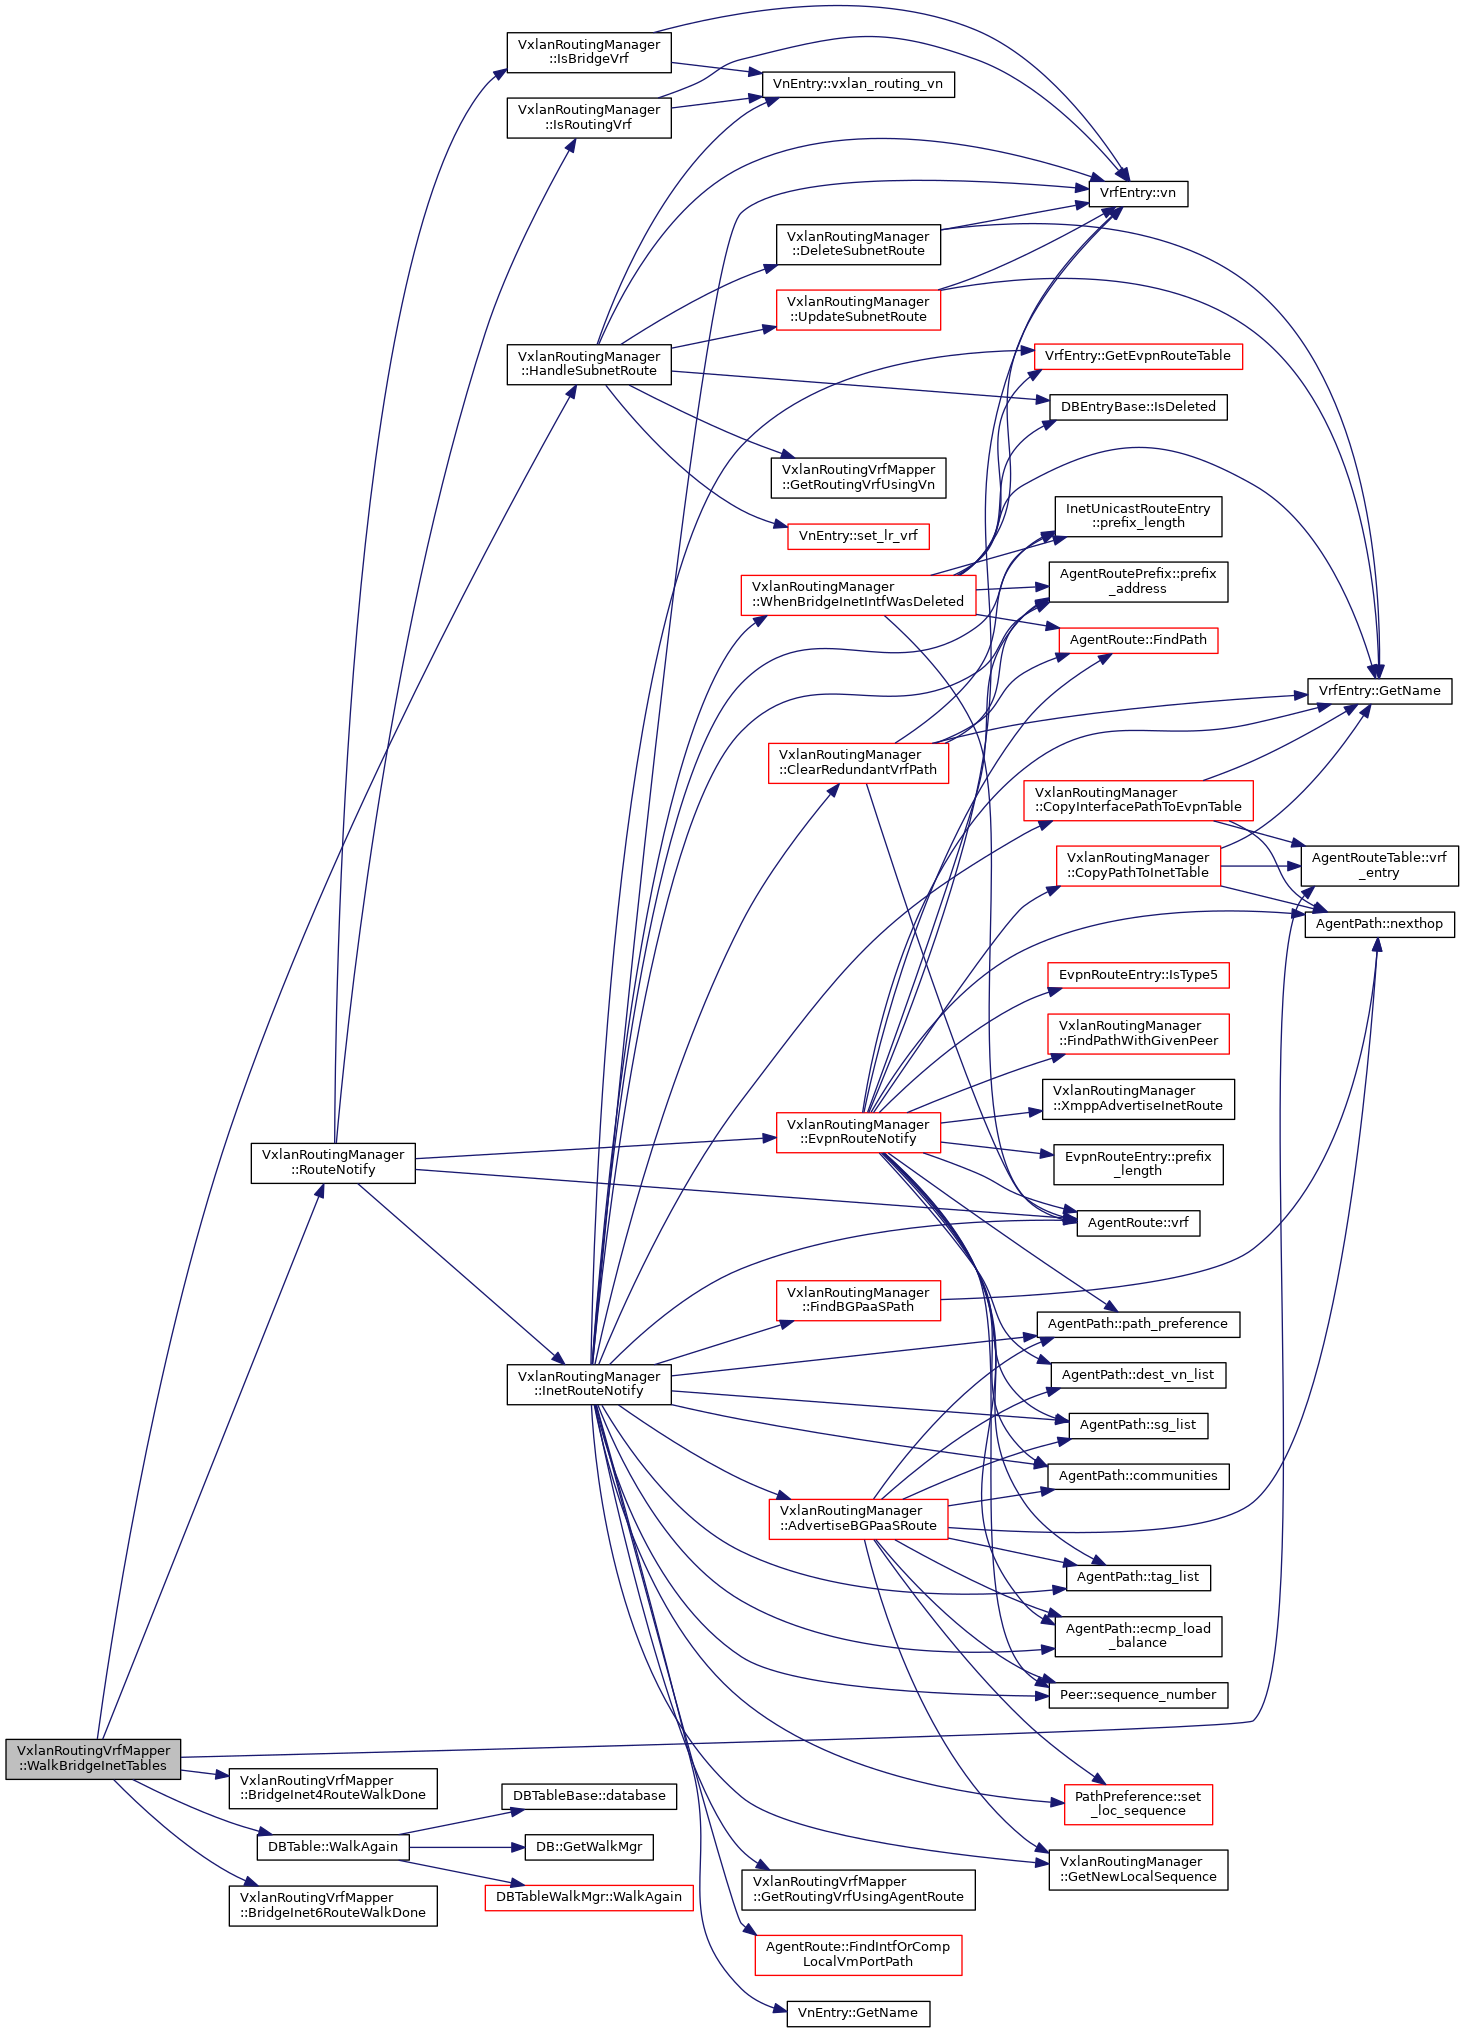 VxlanRoutingManager
::IsBridgeVrf
VnEntry::vxlan_routing_vn
VxlanRoutingManager
::IsRoutingVrf
VrfEntry::vn
VxlanRoutingManager
::DeleteSubnetRoute
VxlanRoutingManager
::UpdateSubnetRoute
VxlanRoutingManager
::HandleSubnetRoute
VrfEntry::GetEvpnRouteTable
DBEntryBase::IsDeleted
VxlanRoutingVrfMapper
::GetRoutingVrfUsingVn
VnEntry::set_lr_vrf
InetUnicastRouteEntry
::prefix_length
VxlanRoutingManager
::WhenBridgeInetIntfWasDeleted
AgentRoutePrefix::prefix
_address
AgentRoute::FindPath
VrfEntry::GetName
VxlanRoutingManager
::ClearRedundantVrfPath
VxlanRoutingManager
::CopyInterfacePathToEvpnTable
VxlanRoutingManager
::CopyPathToInetTable
AgentRouteTable::vrf
_entry
AgentPath::nexthop
EvpnRouteEntry::IsType5
VxlanRoutingManager
::FindPathWithGivenPeer
VxlanRoutingManager
::XmppAdvertiseInetRoute
VxlanRoutingManager
::EvpnRouteNotify
VxlanRoutingManager
::RouteNotify
EvpnRouteEntry::prefix
_length
AgentRoute::vrf
VxlanRoutingManager
::FindBGPaaSPath
AgentPath::path_preference
VxlanRoutingManager
::InetRouteNotify
AgentPath::dest_vn_list
AgentPath::sg_list
AgentPath::communities
VxlanRoutingManager
::AdvertiseBGPaaSRoute
AgentPath::tag_list
AgentPath::ecmp_load
_balance
Peer::sequence_number
VxlanRoutingVrfMapper
::WalkBridgeInetTables
VxlanRoutingVrfMapper
::BridgeInet4RouteWalkDone
DBTableBase::database
PathPreference::set
_loc_sequence
DBTable::WalkAgain
DB::GetWalkMgr
VxlanRoutingManager
::GetNewLocalSequence
VxlanRoutingVrfMapper
::BridgeInet6RouteWalkDone
DBTableWalkMgr::WalkAgain
VxlanRoutingVrfMapper
::GetRoutingVrfUsingAgentRoute
AgentRoute::FindIntfOrComp
LocalVmPortPath
VnEntry::GetName